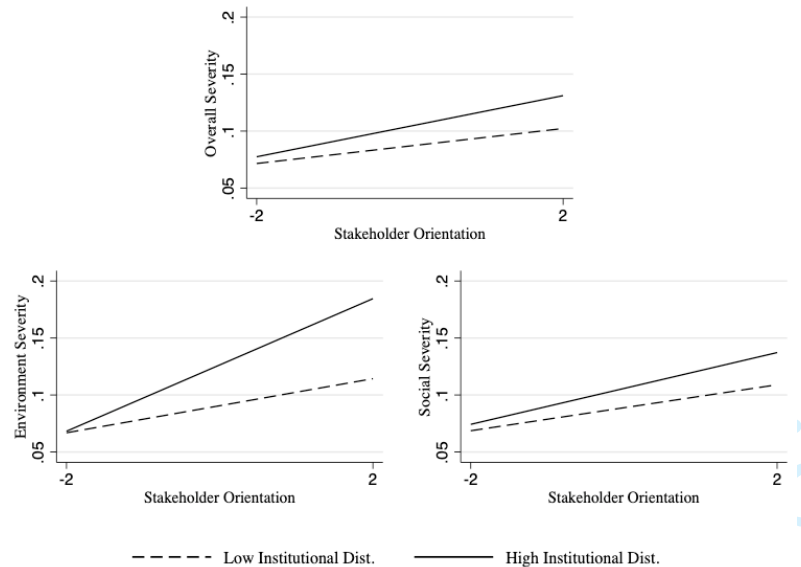 Overall Severity
.2
.15
.1
.05
-2
2
Stakeholder Orientation
Environment Severity
.2
.15
.1
.05
-2
2
Stakeholder Orientation
Social Severity
.2
.15
.1
.05
-2
2
Stakeholder Orientation
Low Institutional Dist.
High Institutional Dist.